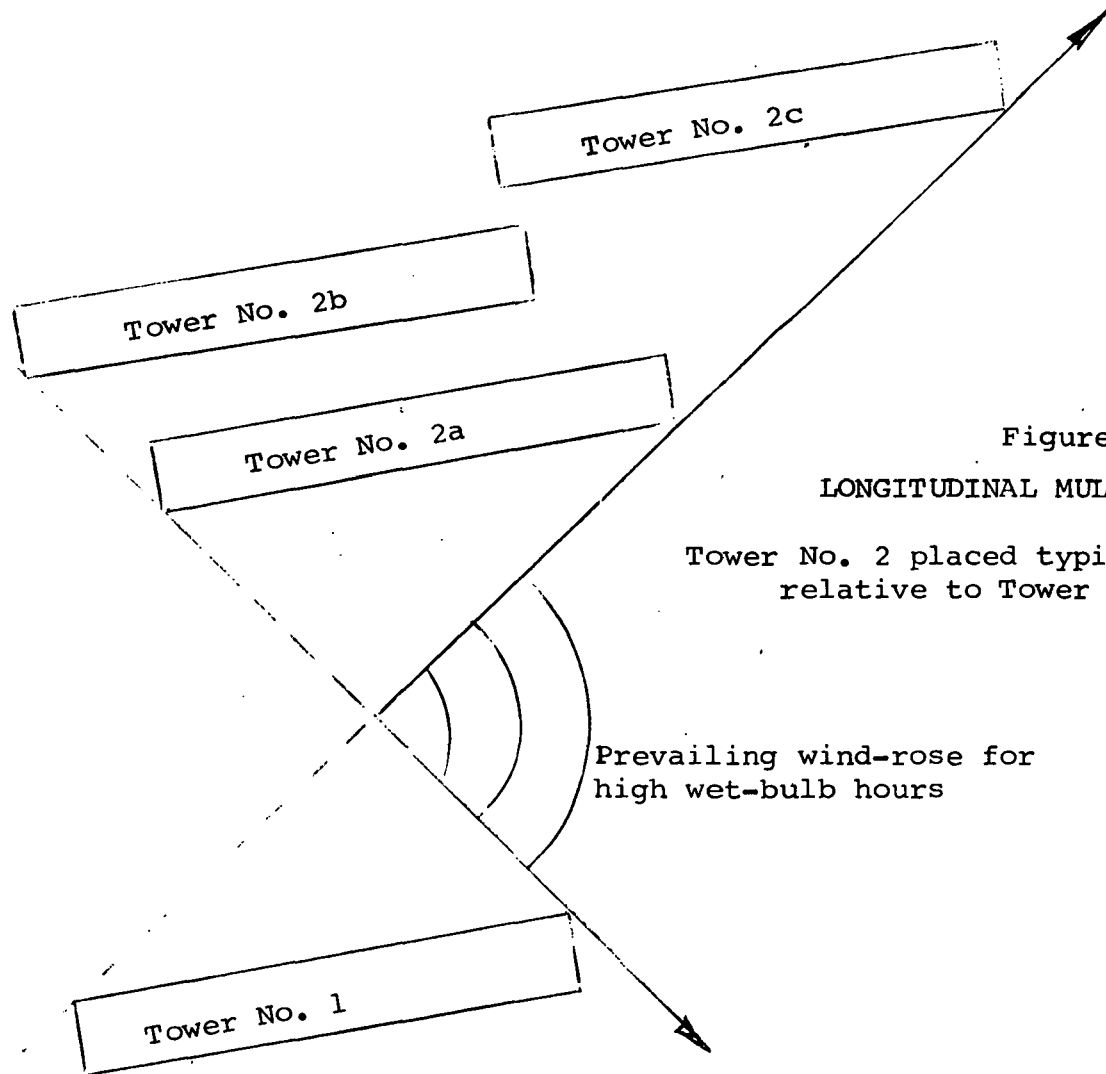 Tower No. 2c
Tower No. 2b
Tower No. 2a
Figure
LONGITUDINAL MUL
Tower No. 2 placed typi
relative to Tower
Prevailing wind-rose for
high wet-bulb hours
Tower No. 1